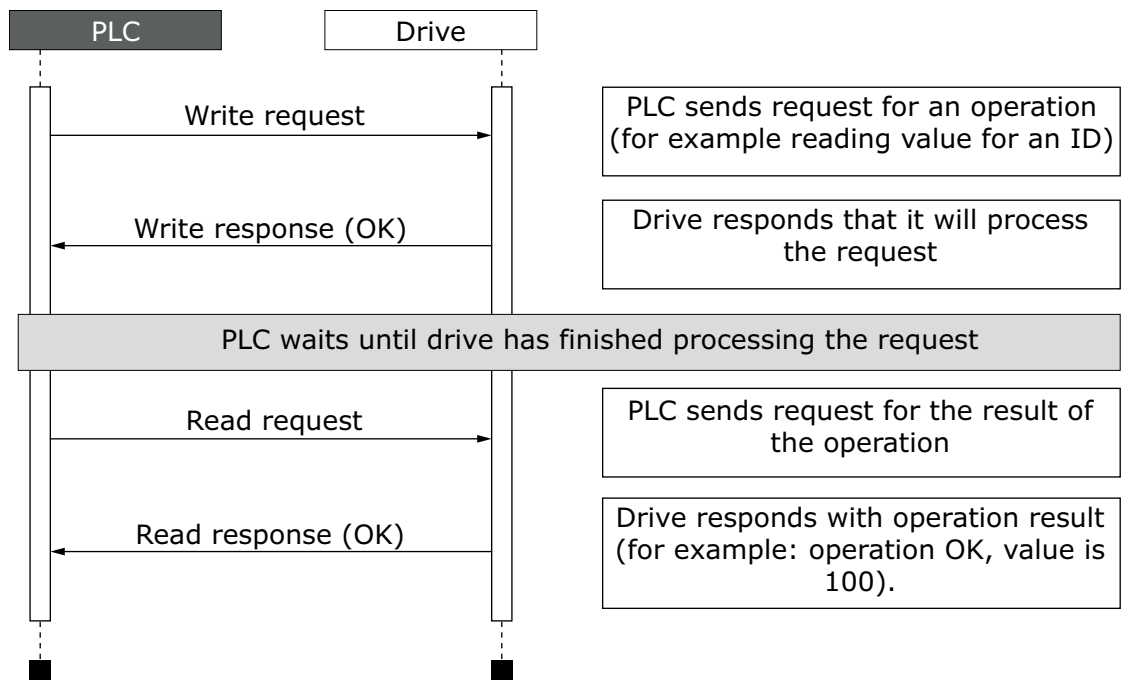 PLC
Drive
Write request
PLC sends request for an operation
(for example reading value for an ID)
Write response (OK)
Drive responds that it will process
the request
PLC waits until drive has finished processing the request
Read request
PLC sends request for the result of
the operation
Read response (OK)
Drive responds with operation result
(for example: operation OK, value is
100).